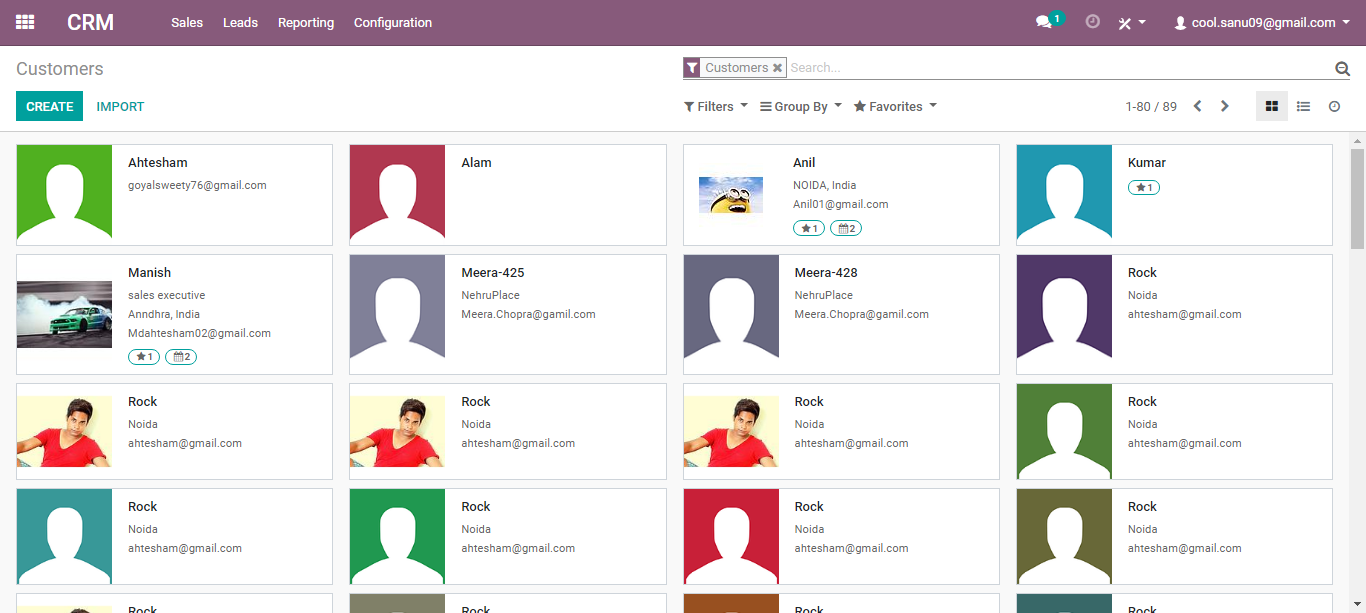 CRM Sales Leads Reporting Configuration 1 cool.sanu09@gmail.com
Customers Customers Search...
CREATE IMPORT Filters Group By Favorites 1-80 / 89
Ahtesham
goyalsweety76@gmail.com
Alam
Anil
NOIDA, India
Anil01@gmail.com
1 2
Kumar
1
Manish
sales executive
Anndhra, India
Mdahtesham02@gmail.com
1 2
Meera-425
NehruPlace
Meera.Chopra@gamil.com
Meera-428
NehruPlace
Meera.Chopra@gamil.com
Rock
Noida
ahtesham@gmail.com
Rock
Noida
ahtesham@gmail.com
Rock
Noida
ahtesham@gmail.com
Rock
Noida
ahtesham@gmail.com
Rock
Noida
ahtesham@gmail.com
Rock
Noida
ahtesham@gmail.com
Rock
Noida
ahtesham@gmail.com
Rock
Noida
ahtesham@gmail.com
Rock
Noida
ahtesham@gmail.com
Rock
Rock
Rock
Rock